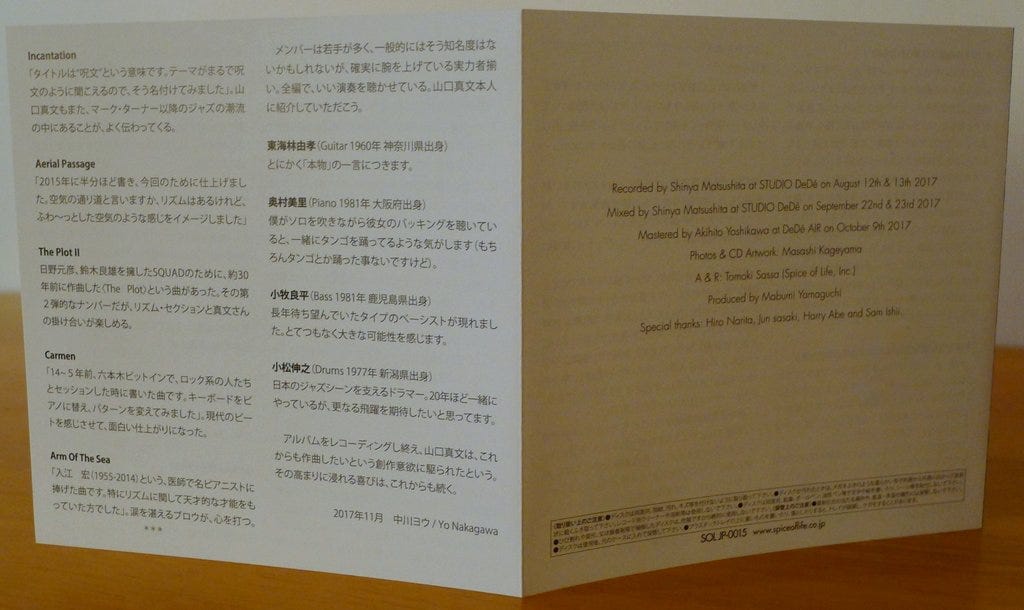 Incantation
「タイトルは“呪文”という意味です。テーマがまるで呪
文のように聞こえるので、そう名付けてみました」。山
口真文もまた、マーク・ターナー以降のジャズの潮流
の中にあることが、よく伝わってくる。
Aerial Passage
「2015年に半分ほど書き、今回のために仕上げまし
た。空気の通り道と言いますか、リズムはあるけれど、
ふわ〜っとした空気のような感じをイメージしました」
The Plot II
日野元彦、鈴木良雄を擁したSQUADのために、約30
年前に作曲した〈The Plot〉という曲があった。その第
2弾的なナンバーだが、リズム・セクションと真文さん
の掛け合いが楽しめる。
Carmen
「14〜5年前、六本木ピットインで、ロック系の人たち
とセッションした時に書いた曲です。キーボードをピ
アノに替え、パターンを変えてみました」。現代のビー
トを感じさせて、面白い仕上がりになった。
Arm Of The Sea
「入江 宏(1955-2014)という、医師で名ピアニストに
捧げた曲です。特にリズムに関して天才的な才能をも
っていた方でした」。涙を湛えるブロウが、心を打つ。
***
メンバーは若手が多く、一般的にはそう知名度はな
いかもしれないが、確実に腕を上げている実力者揃
い。全編で、いい演奏を聴かせている。山口真文本人
に紹介していただこう。
東海林由孝(Guitar 1960年 神奈川県出身)
とにかく「本物」の一言につきます。
奥村美里(Piano 1981年 大阪府出身)
僕がソロを吹きながら彼女のバッキングを聴いている
と、一緒にタンゴを踊ってるような気がします(もち
ろんタンゴとか踊った事ないですけど)。
小牧良平(Bass 1981年 鹿児島県出身)
長年待ち望んでいたタイプのベーシストが現れまし
た。とてつもなく大きな可能性を感じます。
小松伸之(Drums 1977年 新潟県出身)
日本のジャズシーンを支えるドラマー。20年ほど一緒に
やっているが、更なる飛躍を期待したいと思ってます。
アルバムをレコーディングし終え、山口真文は、これ
からも作曲したいという創作意欲に駆られたという。
その高まりに浸れる喜びは、これからも続く。
2017年11月 中川ヨウ / Yo Nakagawa
Recorded by Shinya Matsushita at STUDIO DeDé on August 12th & 13th 2017
Mixed by Shinya Matsushita at STUDIO DeDé on September 22nd & 23rd 2017
Mastered by Akihito Yoshikawa at DeDé AIR on October 9th 2017
Photos & CD Artwork: Masashi Kageyama
A & R: Tomoki Sassa (Spice of Life, Inc.)
Produced by Mabumi Yamaguchi
Special thanks: Hiro Narita, Jun sasaki, Harry Abe and Sam Ishii.
SOL JP-0015 www.spiceoflife.co.jp